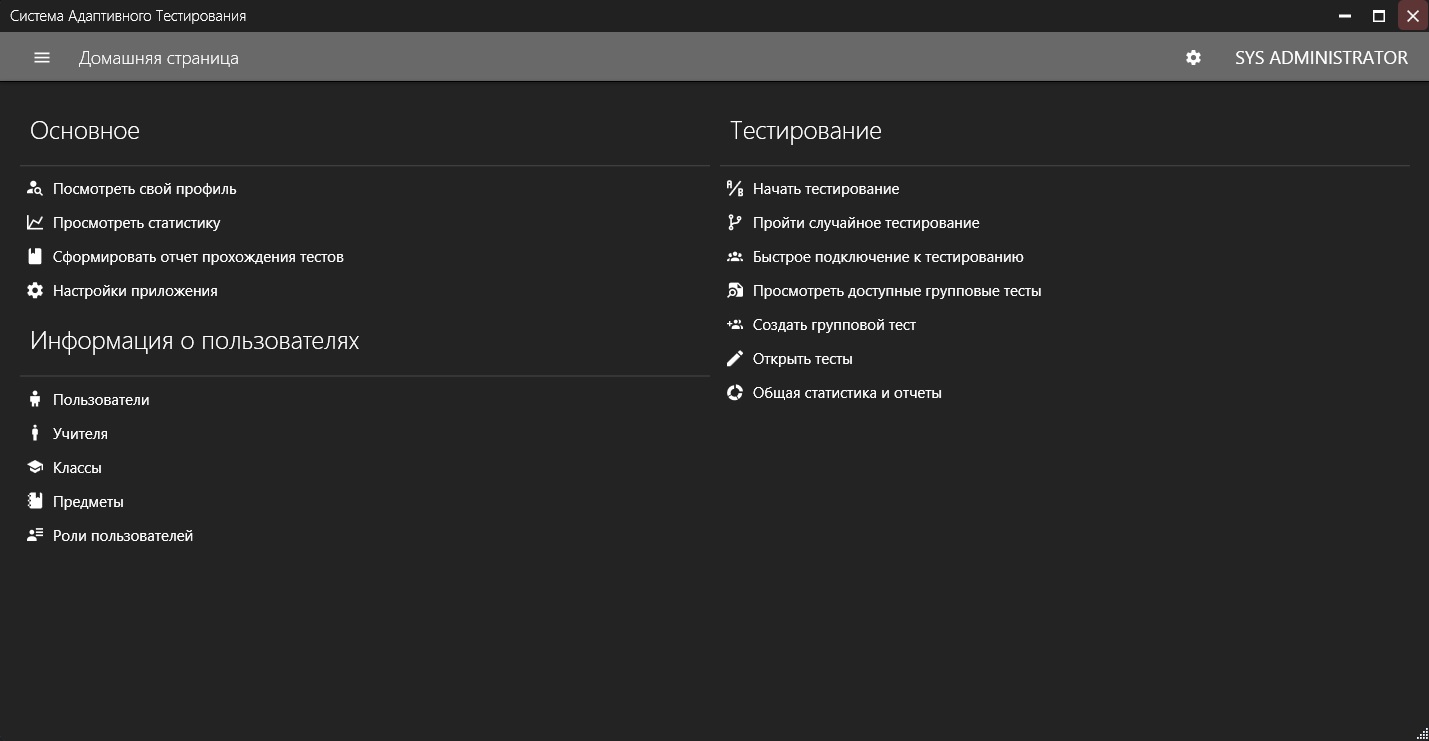 Система Адаптивного Тестирования
Домашняя страница
SYS ADMINISTRATOR
Основное
Посмотреть свой профиль
Просмотреть статистику
Сформировать отчет прохождения тестов
Настройки приложения
Информация о пользователях
Пользователи
Учителя
Классы
Предметы
Роли пользователей
Тестирование
Начать тестирование
Пройти случайное тестирование
Быстрое подключение к тестированию
Просмотреть доступные групповые тесты
Создать групповой тест
Открыть тесты
Общая статистика и отчеты